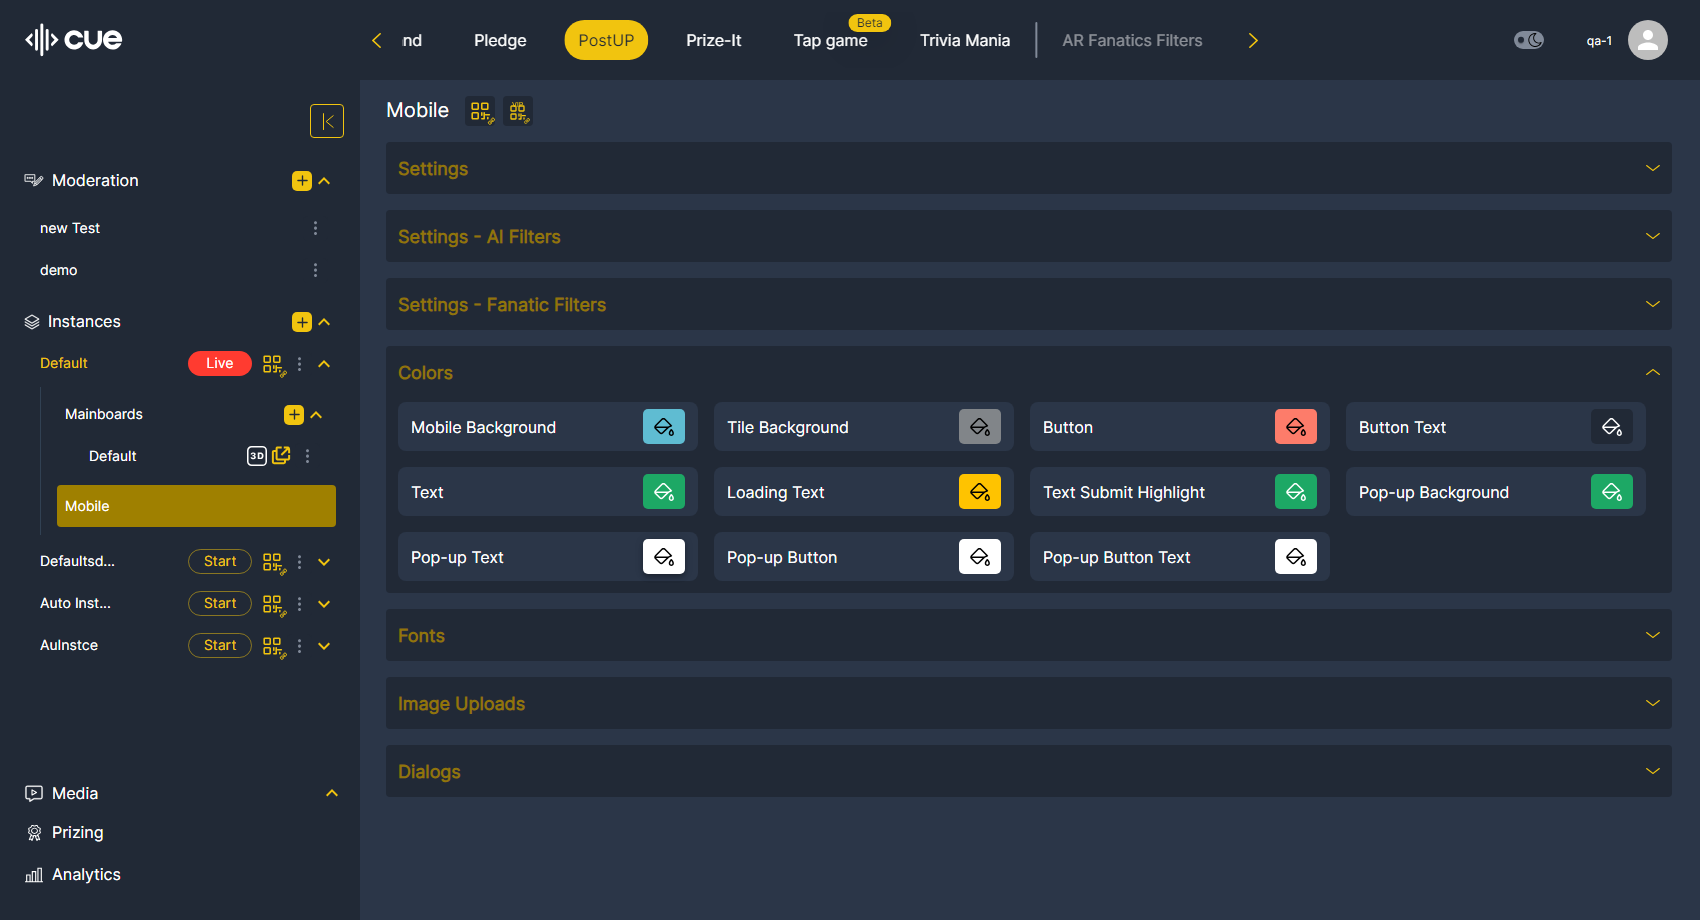 cue
nd
Pledge
PostUP
Prize-It
Beta
Tap game
Trivia Mania
AR Fanatics Filters
qa-1
Moderation
new Test
demo
Instances
Default
Live
Mainboards
Default
3D
Mobile
Defaultsd...
Start
Auto Inst...
Start
AuInstce
Start
Media
Prizing
Analytics
Mobile
Settings
Settings - AI Filters
Settings - Fanatic Filters
Colors
Mobile Background
Tile Background
Button
Button Text
Text
Loading Text
Text Submit Highlight
Pop-up Background
Pop-up Text
Pop-up Button
Pop-up Button Text
Fonts
Image Uploads
Dialogs